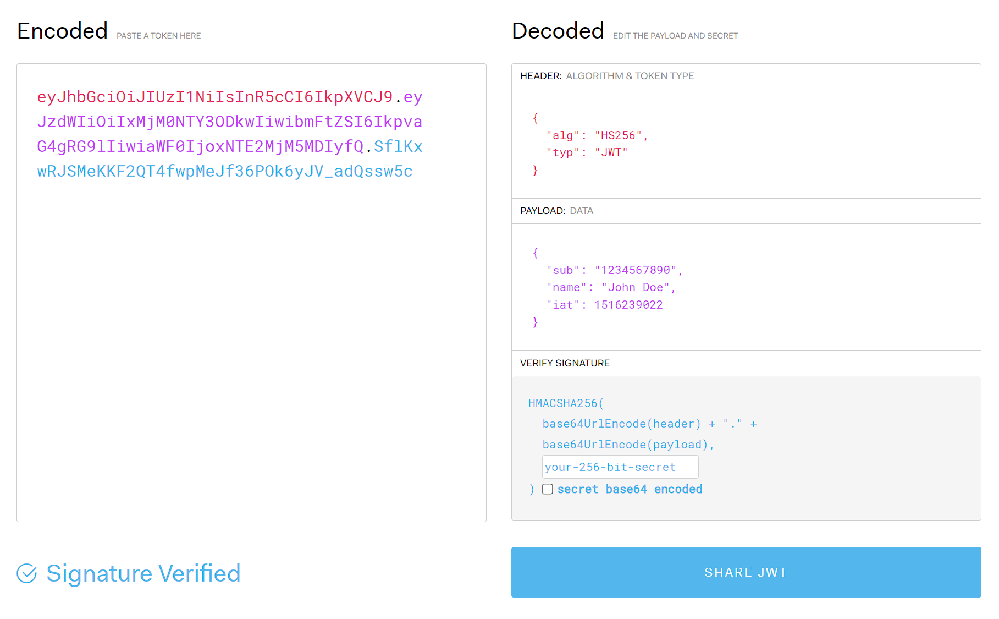 Encoded PASTE A TOKEN HERE
eyJhbGciOiJIUzI1NiIsInR5cCI6IkpXVCJ9.ey
JzdWIiOiIxMjM0NTY3ODkwIiwibmFtZSI6Ikpva
G4gRG9lIiwiaWF0IjoxNTE2MjM5MDIyfQ.SflKx
wRJSMeKKF2QT4fwpMeJf36POk6yJV_adQssw5c
Signature Verified
Decoded EDIT THE PAYLOAD AND SECRET
HEADER: ALGORITHM & TOKEN TYPE
{
  "alg": "HS256",
  "typ": "JWT"
}
PAYLOAD: DATA
{
  "sub": "1234567890",
  "name": "John Doe",
  "iat": 1516239022
}
VERIFY SIGNATURE
HMACSHA256(
  base64UrlEncode(header) + "." +
  base64UrlEncode(payload),
  your-256-bit-secret
) secret base64 encoded
SHARE JWT